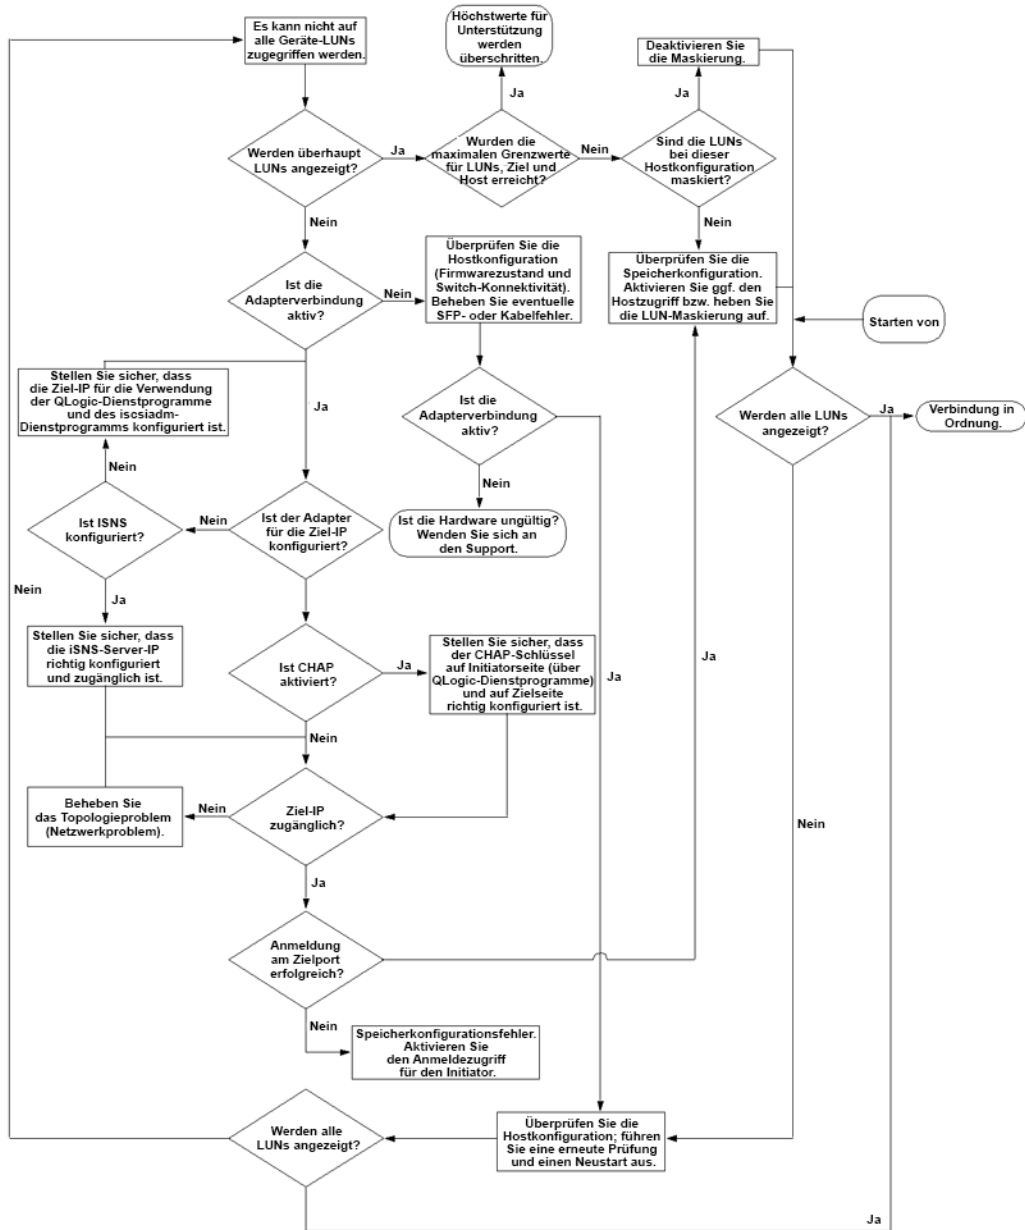 Es kann nicht auf
alle Geräte-LUNs
zugegriffen werden.
Höchstwerte für
Unterstützung
werden
überschritten.
Deaktivieren Sie
die Maskierung.
Ja
Ja
Ja
Werden überhaupt
LUNs angezeigt?
Ja
Wurden die
maximalen Grenzwerte
für LUNs, Ziel und
Host erreicht?
Nein
Sind die LUNs
bei dieser
Hostkonfiguration
maskiert?
Nein
Nein
Ist die
Adapterverbindung
aktiv?
Nein
Überprüfen Sie die
Hostkonfiguration
(Firmwarezustand und
Switch-Konnektivität).
Beheben Sie eventuelle
SFP- oder Kabelfehler.
Überprüfen Sie die
Speicherkonfiguration.
Aktivieren Sie ggf. den
Hostzugriff bzw. heben Sie
die LUN-Maskierung auf.
Starten von
Stellen Sie sicher, dass
die Ziel-IP für die Verwendung
der QLogic-Dienstprogramme
und des iscsiadm-
Dienstprogramms konfiguriert ist.
Ja
Ist die
Adapterverbindung
aktiv?
Ja
Werden alle LUNs
angezeigt?
Ja
Verbindung in
Ordnung.
Nein
Nein
Ist ISNS
konfiguriert?
Nein
Ist der Adapter
für die Ziel-IP
konfiguriert?
Ist die Hardware ungültig?
Wenden Sie sich an
den Support.
Nein
Ja
Stellen Sie sicher, dass
die iSNS-Server-IP
richtig konfiguriert
und zugänglich ist.
Ist CHAP
aktiviert?
Ja
Stellen Sie sicher, dass
der CHAP-Schlüssel
auf Initiatorseite (über
QLogic-Dienstprogramme)
und auf Zielseite
richtig konfiguriert ist.
Ja
Nein
Beheben Sie
das Topologieproblem
(Netzwerkproblem).
Nein
Ziel-IP
zugänglich?
Nein
Ja
Anmeldung
am Zielport
erfolgreich?
Nein
Speicherkonfigurationsfehler.
Aktivieren Sie
den Anmeldezugriff
für den Initiator.
Werden alle
LUNs angezeigt?
Überprüfen Sie die
Hostkonfiguration; führen
Sie eine erneute Prüfung
und einen Neustart aus.
Ja